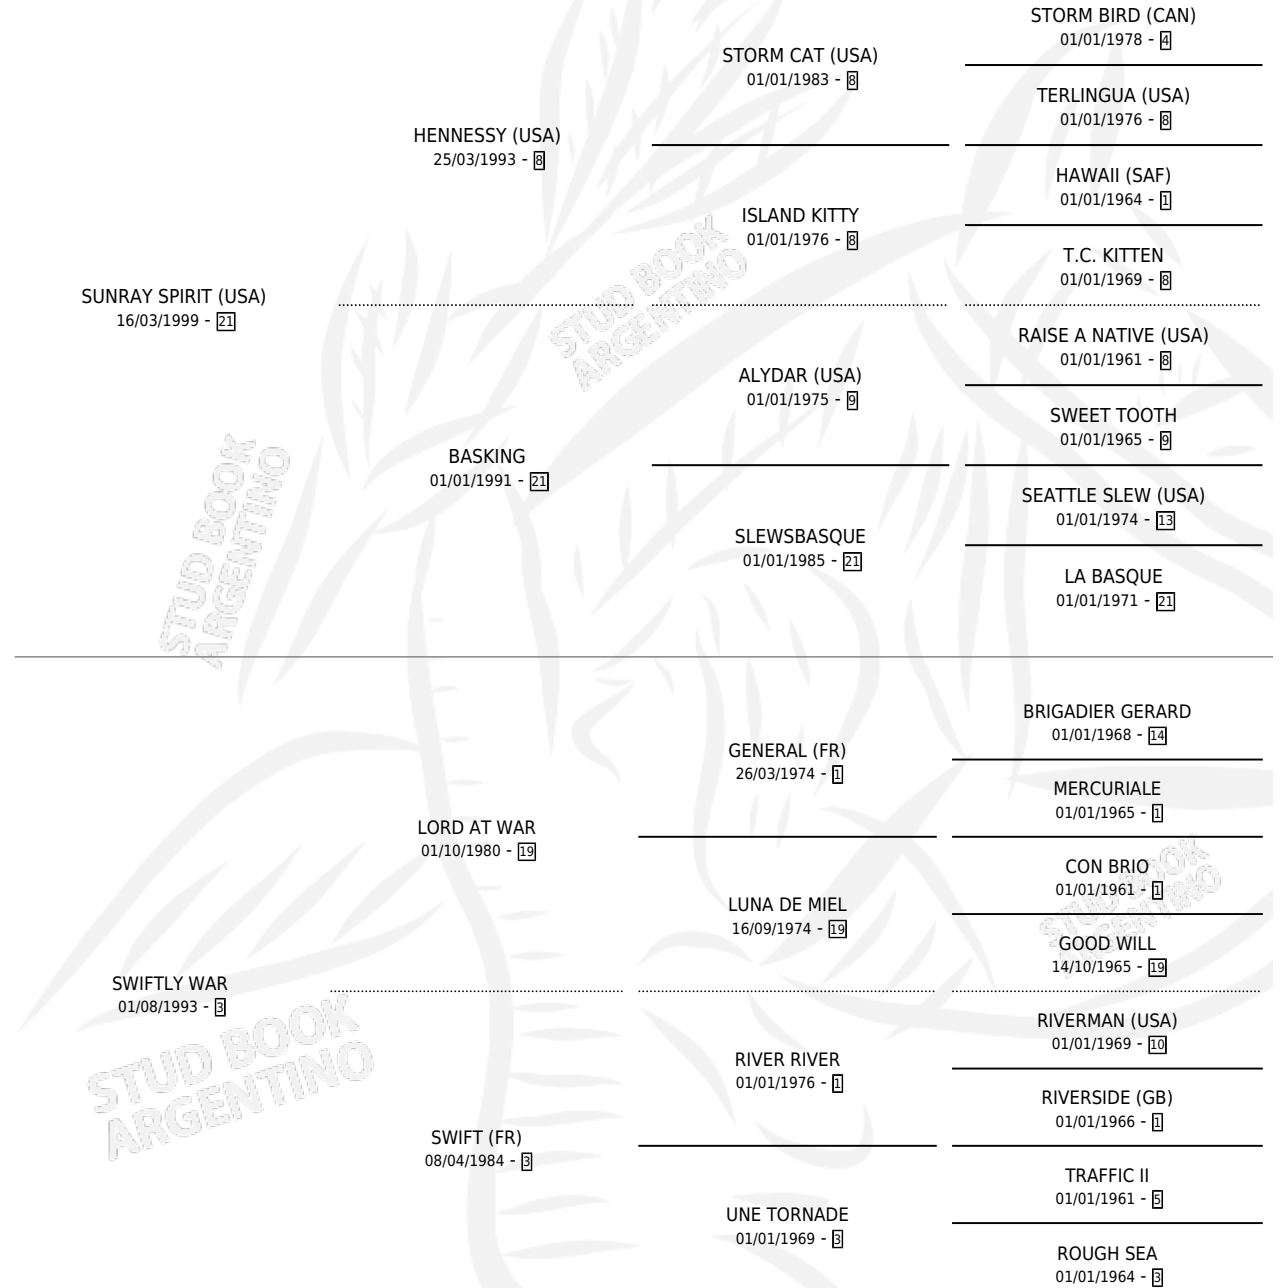 STORM BIRD (CAN)
01/01/1978 - 4
STORM CAT (USA)
01/01/1983 - 8
TERLINGUA (USA)
01/01/1976 - 8
HENNESSY (USA)
25/03/1993 - 8
HAWAII (SAF)
01/01/1964 - 1
ISLAND KITTY
01/01/1976 - 8
T.C. KITTEN
01/01/1969 - 8
SUNRAY SPIRIT (USA)
16/03/1999 - 21
STUD BOOK
ARGENTINO
RAISE A NATIVE (USA)
01/01/1961 - 8
ALYDAR (USA)
01/01/1975 - 9
SWEET TOOTH
01/01/1965 - 9
BASKING
01/01/1991 - 21
SEATTLE SLEW (USA)
01/01/1974 - 13
SLEWSBASQUE
01/01/1985 - 21
LA BASQUE
01/01/1971 - 21
STUD BOOK
ARGENTINO
BRIGADIER GERARD
01/01/1968 - 14
GENERAL (FR)
26/03/1974 - 1
MERCURIALE
01/01/1965 - 1
LORD AT WAR
01/10/1980 - 19
CON BRIO
01/01/1961 - 1
LUNA DE MIEL
16/09/1974 - 19
STUD BOOK
ARGENTINO
GOOD WILL
14/10/1965 - 19
SWIFTLY WAR
01/08/1993 - 3
RIVERMAN (USA)
01/01/1969 - 10
RIVER RIVER
01/01/1976 - 1
RIVERSIDE (GB)
01/01/1966 - 1
STUD BOOK
ARGENTINO
SWIFT (FR)
08/04/1984 - 3
TRAFFIC II
01/01/1961 - 5
UNE TORNADE
01/01/1969 - 3
ROUGH SEA
01/01/1964 - 3